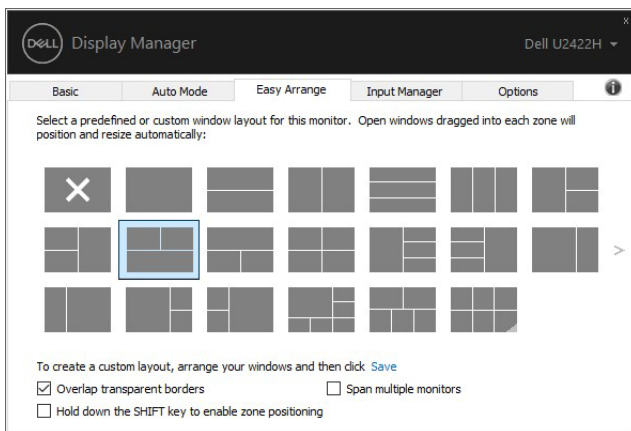 x
DELL Display Manager Dell U2422H
Basic Auto Mode Easy Arrange Input Manager Options i
Select a predefined or custom window layout for this monitor. Open windows dragged into each zone will
position and resize automatically:
>
To create a custom layout, arrange your windows and then click Save
Overlap transparent borders Span multiple monitors
Hold down the SHIFT key to enable zone positioning